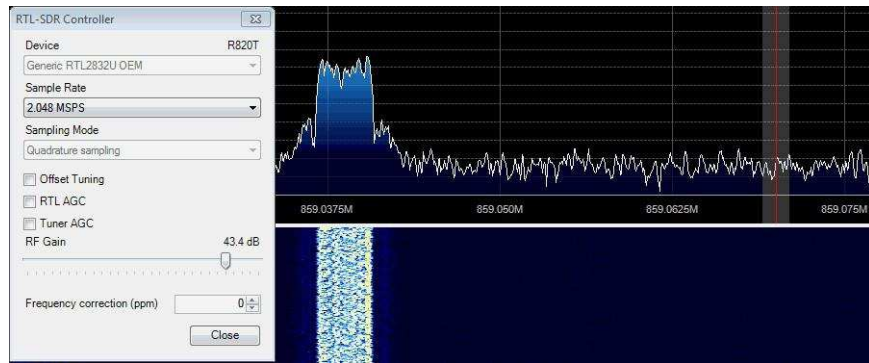 RTL-SDR Controller
Device R820T
Generic RTL2832U OEM
Sample Rate
2.048 MSPS
Sampling Mode
Quadrature sampling
Offset Tuning
RTL AGC
Tuner AGC
RF Gain 43.4 dB
Frequency correction (ppm) 0
Close
859.0375M 859.050M 859.0625M 859.075M